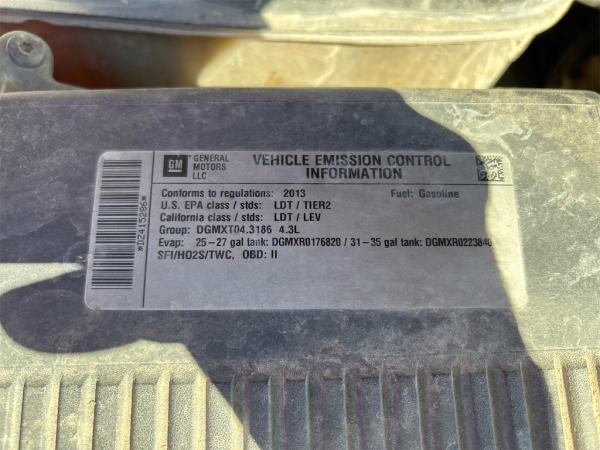 GM
GENERAL
MOTORS
LLC
VEHICLE EMISSION CONTROL
INFORMATION
Conforms to regulations: 2013 Fuel: Gasoline
U.S. EPA class / stds: LDT / TIER2
California class / stds: LDT / LEV
Group: DGMXT04.3186 4.3L
Evap: 25-27 gal tank: DGMXR0176820 / 31-35 gal tank: DGMXR0223840
SFI/HO2S/TWC, OBD: II
*DZ415286*